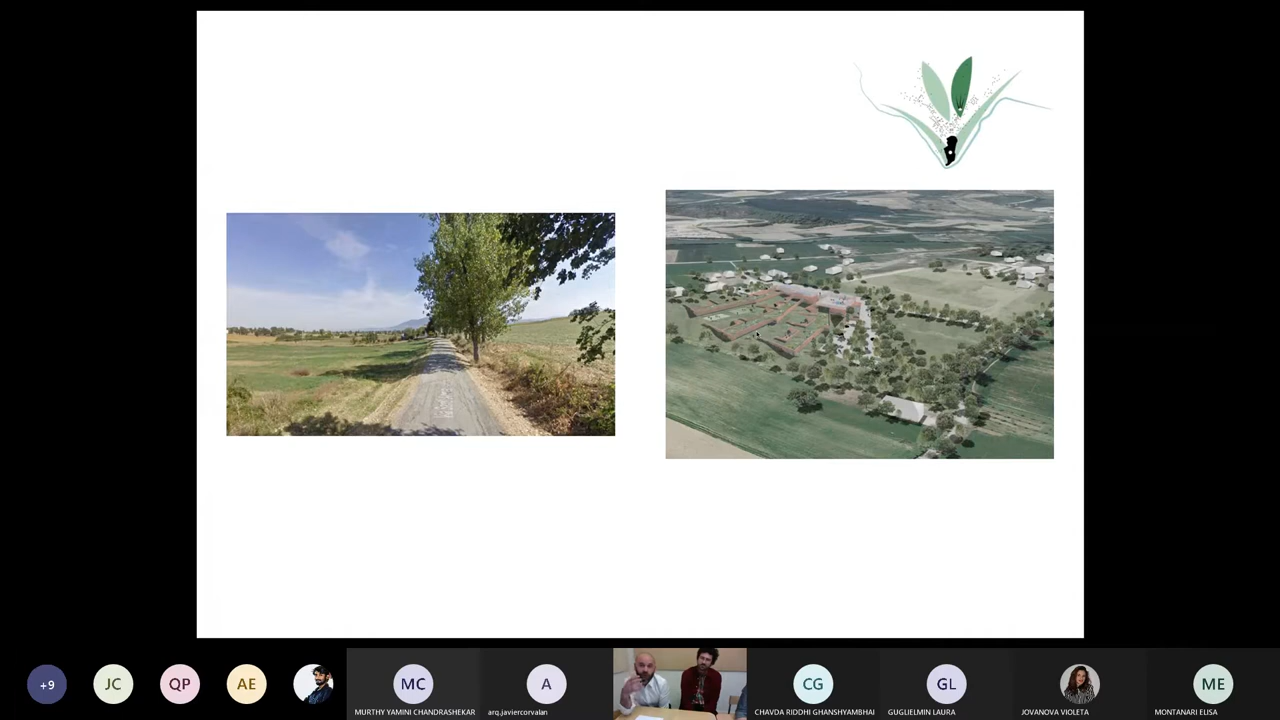 +9
JC
QP
AE
MC
MURTHY YAMINI CHANDRASHEKAR
A
arq.javiercorvalan
CG
CHAVDA RIDDHI GHANSHYAMBHAI
GL
GUGLIELMIN LAURA
JOVANOVA VIOLETA
ME
MONTANARI ELISA